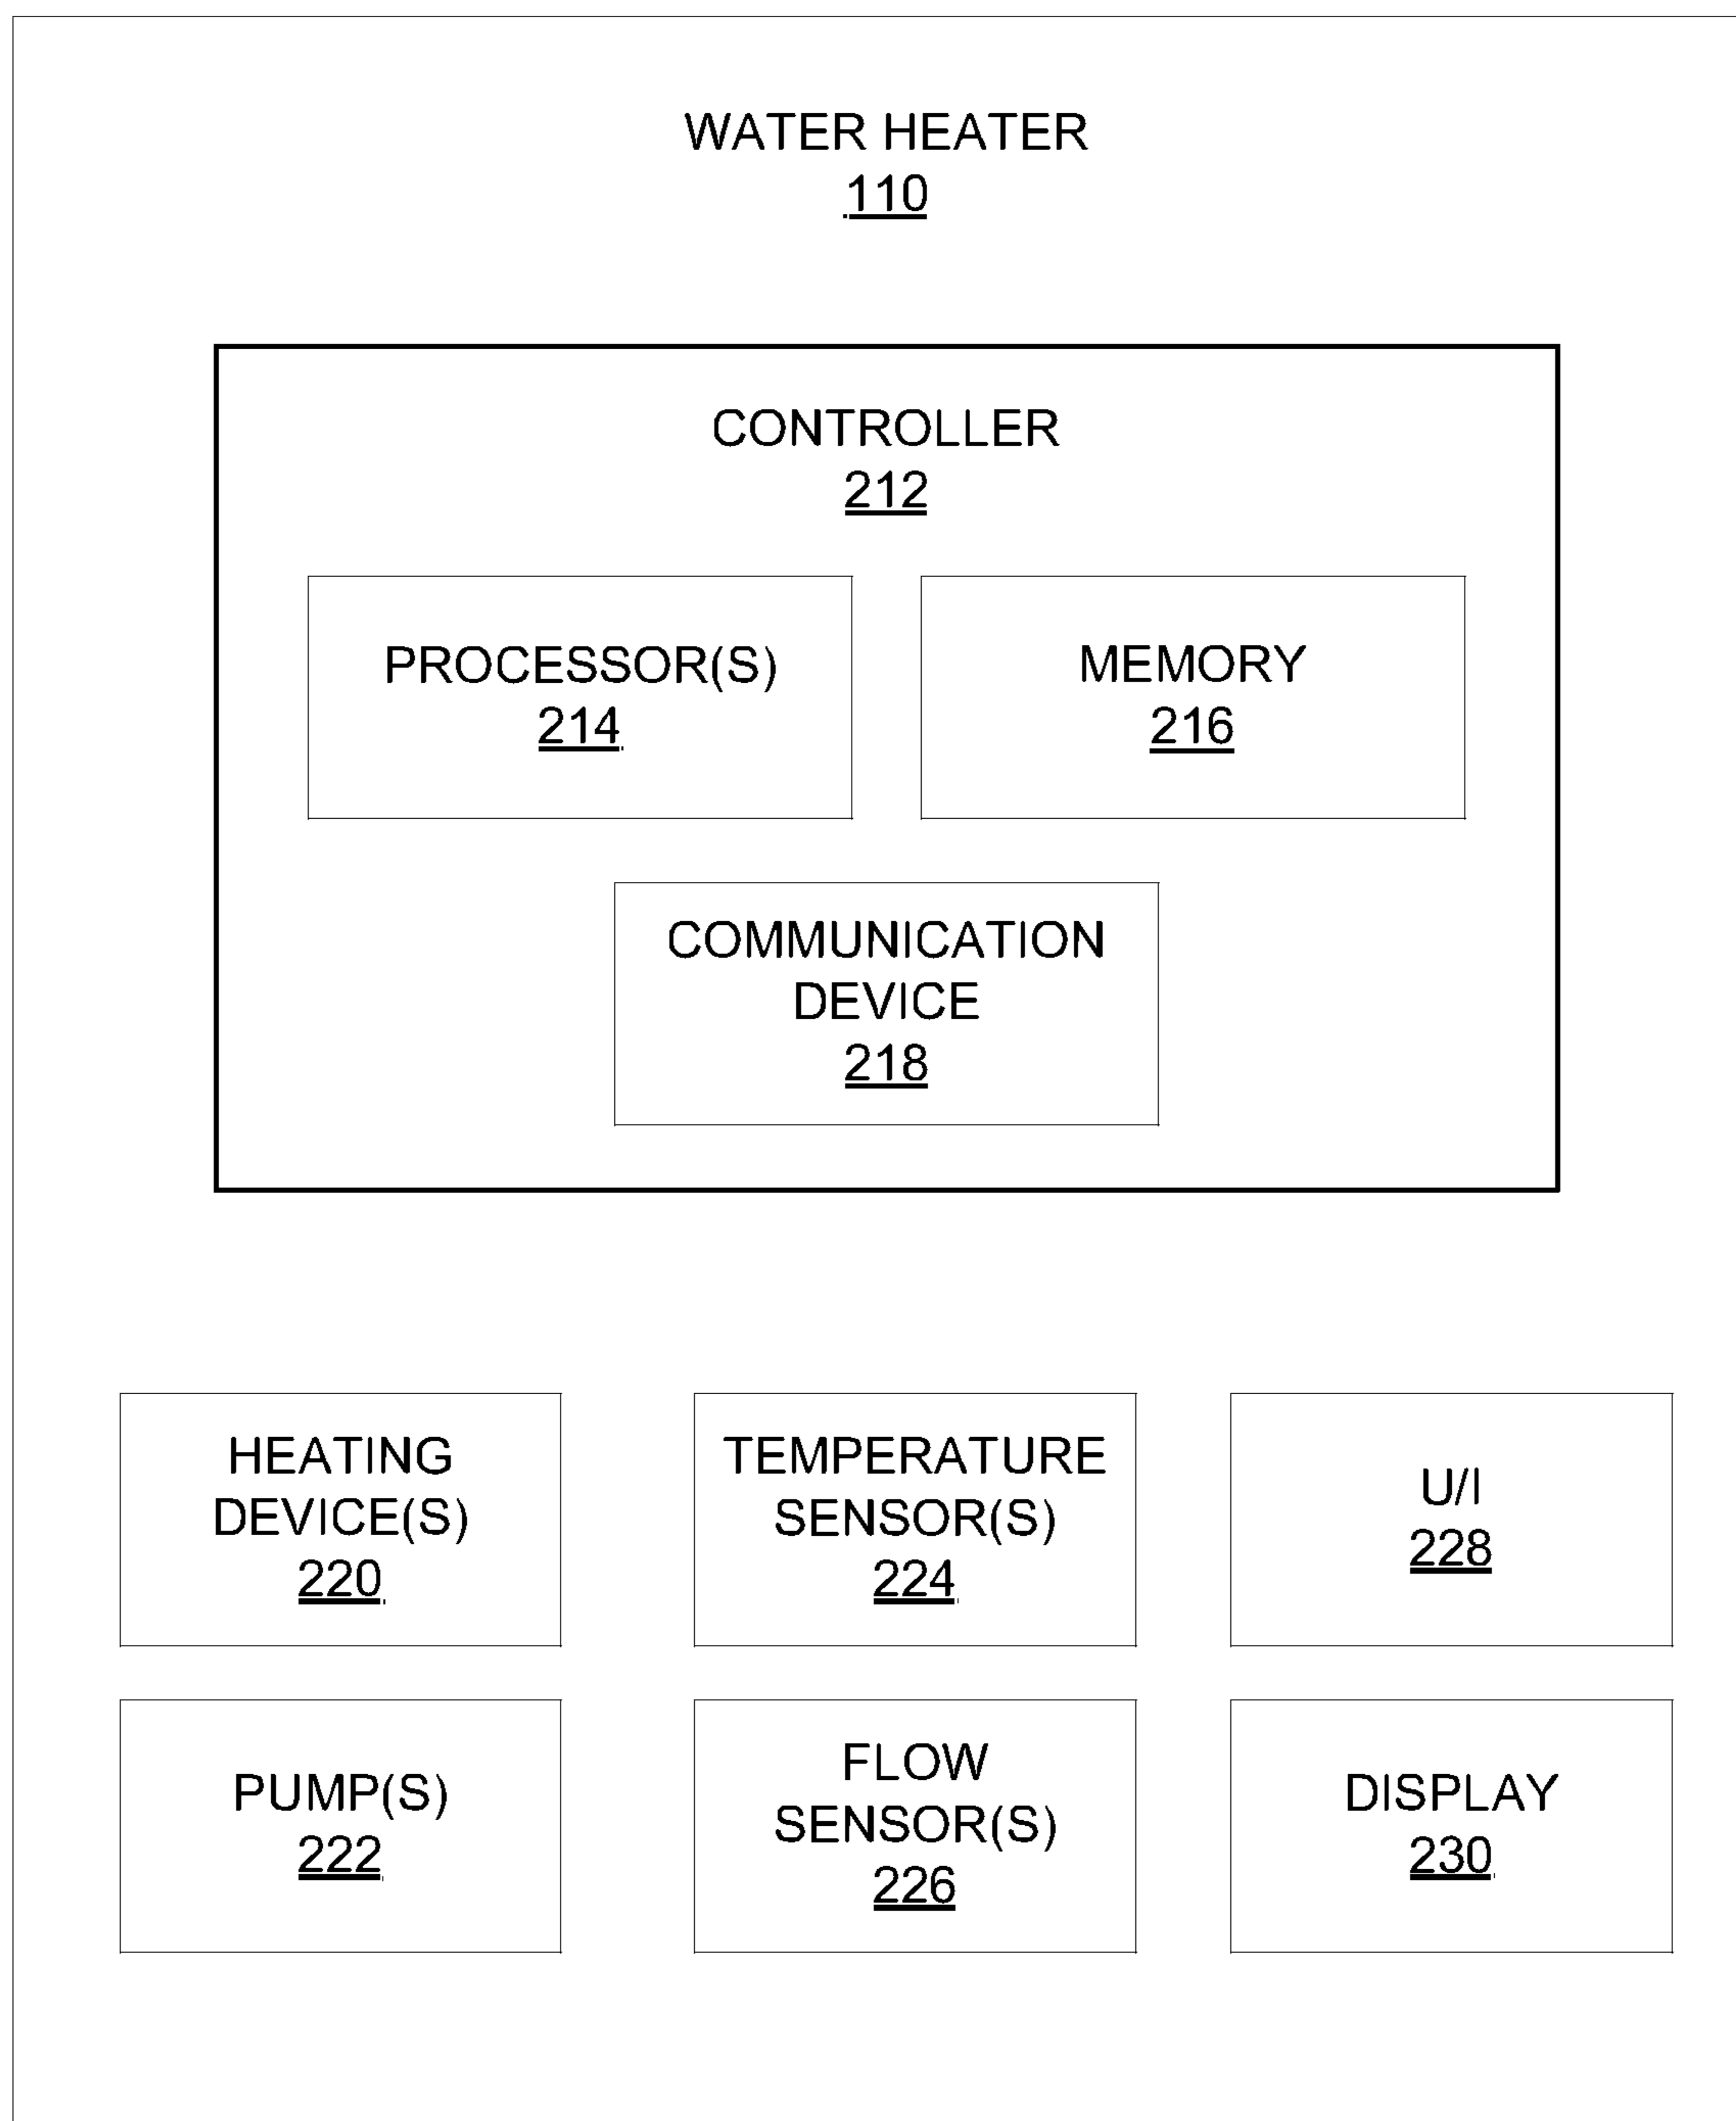 WATER HEATER
110
CONTROLLER
212
PROCESSOR(S)
214
MEMORY
216
COMMUNICATION
DEVICE
218
HEATING
DEVICE(S)
220
TEMPERATURE
SENSOR(S)
224
U/I
228
PUMP(S)
222
FLOW
SENSOR(S)
226
DISPLAY
230